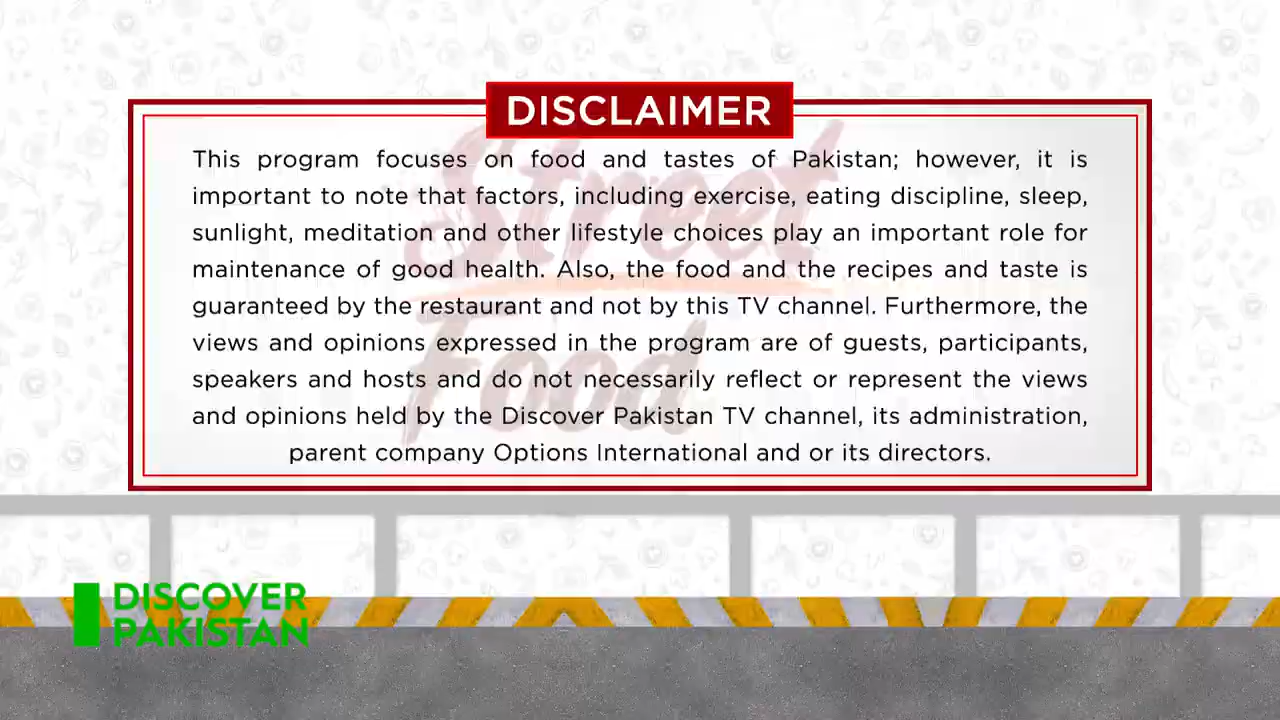 DISCLAIMER
This program focuses on food and tastes of Pakistan; however, it is
important to note that factors, including exercise, eating discipline, sleep,
sunlight, meditation and other lifestyle choices play an important role for
maintenance of good health. Also, the food and the recipes and taste is
guaranteed by the restaurant and not by this TV channel. Furthermore, the
views and opinions expressed in the program are of guests, participants,
speakers and hosts and do not necessarily reflect or represent the views
and opinions held by the Discover Pakistan TV channel, its administration,
parent company Options International and or its directors.
Street
Food
DISCOVER
PAKISTAN